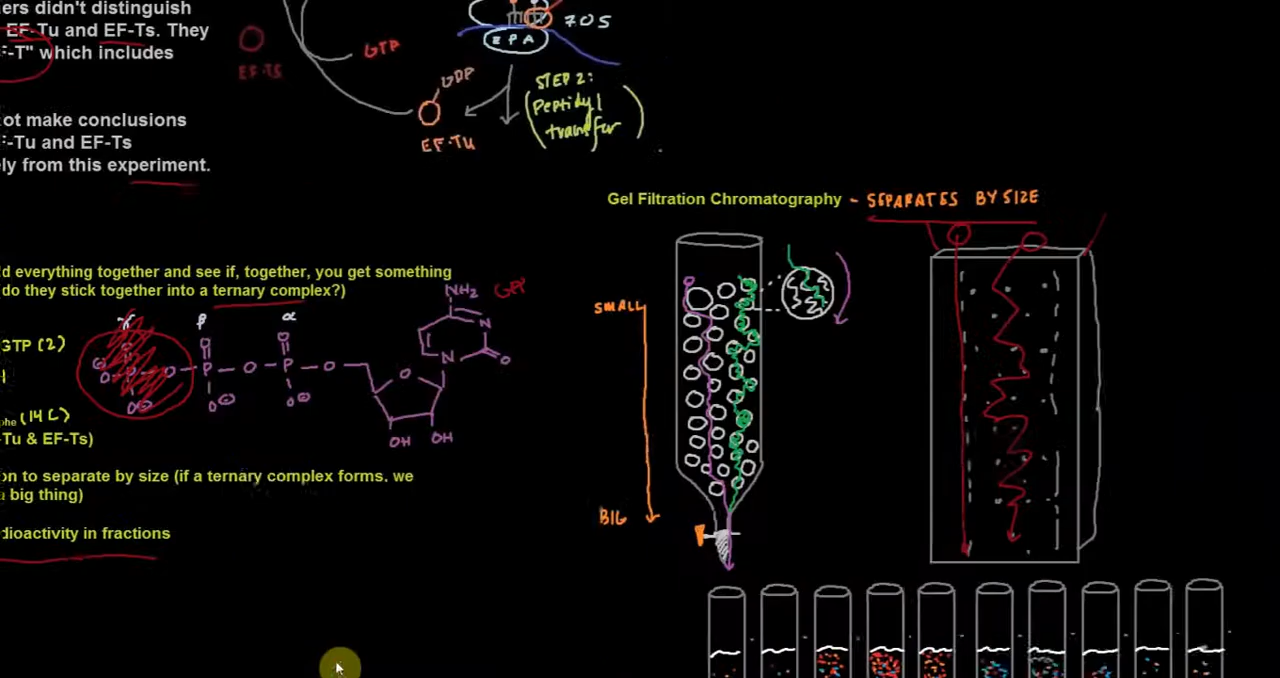 ers didn't distinguish
EF-Tu and EF-Ts. They
F-T" which includes
ot make conclusions
F-Tu and EF-Ts
ly from this experiment.
EF-TS
GTP
GDP
EF-TU
70S
E P A
STEP 2:
Peptidyl
transfer
Gel Filtration Chromatography - SEPARATES BY SIZE
d everything together and see if, together, you get something
(do they stick together into a ternary complex?)
GTP (2)
phe (14C)
Tu & EF-Ts)
on to separate by size (if a ternary complex forms. we
a big thing)
dioactivity in fractions
β
α
NH₂
N
N
O
O
P
O
P
O
O
O
O
O
O
OH
OH
SMALL
BIG